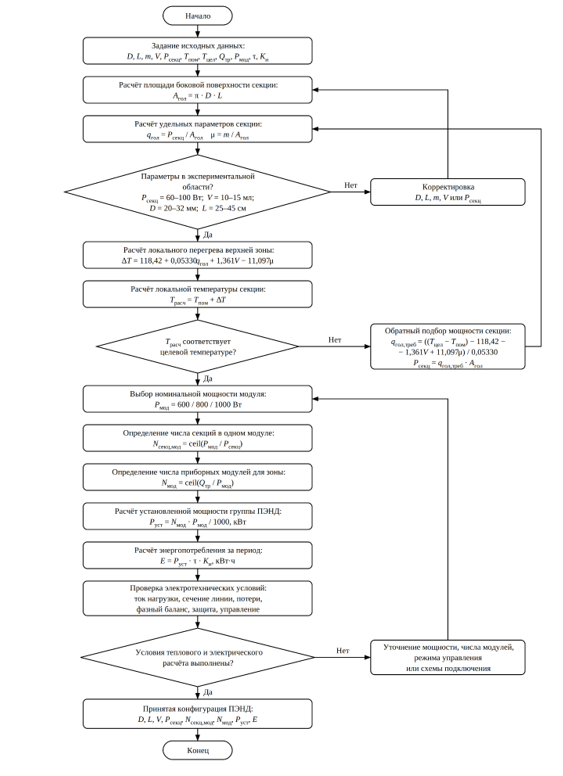 Начало
Задание исходных данных:
D, L, m, V, Pсекц, Tпом, Tцел, Qтр, Pмод, τ, Kи
Расчёт площади боковой поверхности секции:
Aгол = π · D · L
Расчёт удельных параметров секции:
qгол = Pсекц / Aгол μ = m / Aгол
Параметры в экспериментальной
области?
Pсекц = 60–100 Вт; V = 10–15 мл;
D = 20–32 мм; L = 25–45 см
Нет
Корректировка
D, L, m, V или Pсекц
Да
Расчёт локального перегрева верхней зоны:
ΔT = 118,42 + 0,05330qгол + 1,361V − 11,097μ
Расчёт локальной температуры секции:
Tрасч = Tпом + ΔT
Tрасч соответствует
целевой температуре?
Нет
Обратный подбор мощности секции:
qгол,треб = ((Tцел − Tпом) − 118,42 −
− 1,361V + 11,097μ) / 0,05330
Pсекц = qгол,треб · Aгол
Да
Выбор номинальной мощности модуля:
Pмод = 600 / 800 / 1000 Вт
Определение числа секций в одном модуле:
Nсекц,мод = ceil(Pмод / Pсекц)
Определение числа приборных модулей для зоны:
Nмод = ceil(Qтр / Pмод)
Расчёт установленной мощности группы ПЭНД:
Pуст = Nмод · Pмод / 1000, кВт
Расчёт энергопотребления за период:
E = Pуст · τ · Kи, кВт·ч
Проверка электротехнических условий:
ток нагрузки, сечение линии, потери,
фазный баланс, защита, управление
Условия теплового и электрического
расчёта выполнены?
Нет
Уточнение мощности, числа модулей,
режима управления
или схемы подключения
Да
Принятая конфигурация ПЭНД:
D, L, V, Pсекц, Nсекц,мод, Nмод, Pуст, E
Конец